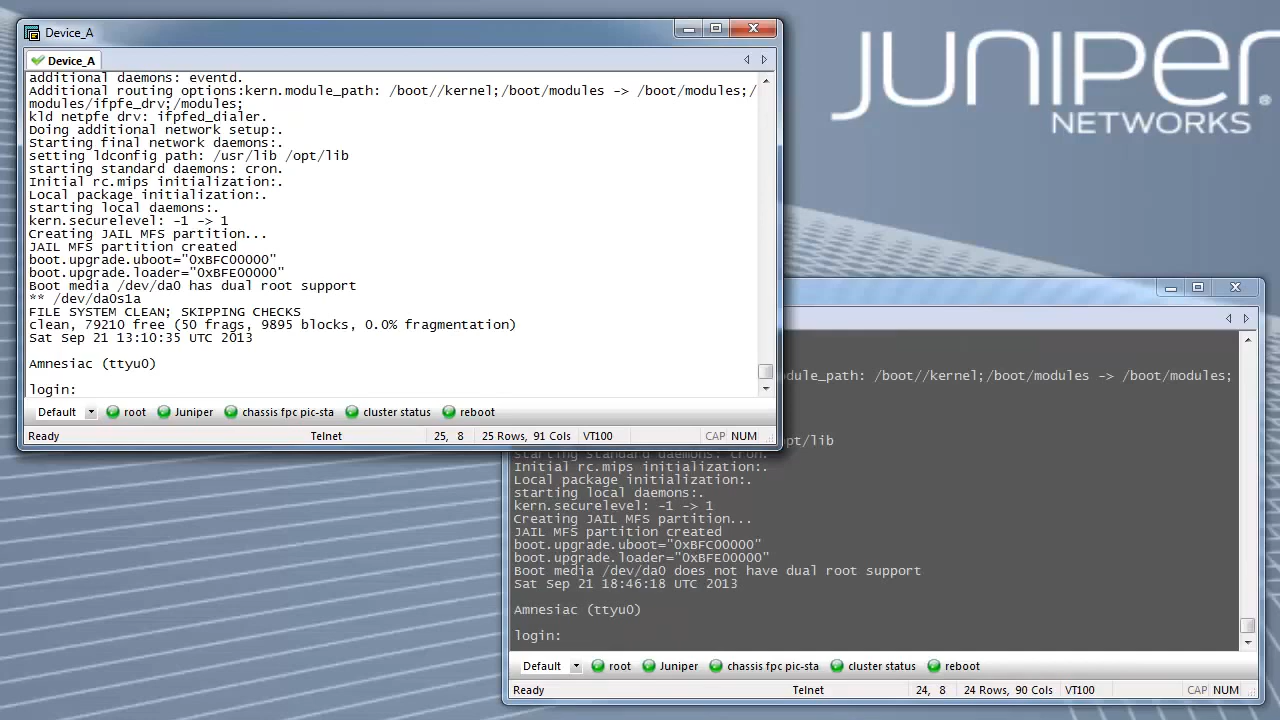 Device_A
Device_A
additional daemons: eventd.
Additional routing options:kern.module_path: /boot//kernel;/boot/modules -> /boot/modules;/
modules/ifpfe_drv;/modules;
kld netpfe drv: ifpfed_dialer.
Doing additional network setup:.
Starting final network daemons:.
setting ldconfig path: /usr/lib /opt/lib
starting standard daemons: cron.
Initial rc.mips initialization:.
Local package initialization:.
starting local daemons:.
kern.securelevel: -1 -> 1
Creating JAIL MFS partition...
JAIL MFS partition created
boot.upgrade.uboot="0xBFC00000"
boot.upgrade.loader="0xBFE00000"
Boot media /dev/da0 has dual root support
** /dev/da0s1a
FILE SYSTEM CLEAN; SKIPPING CHECKS
clean, 79210 free (50 frags, 9895 blocks, 0.0% fragmentation)
Sat Sep 21 13:10:35 UTC 2013
Amnesiac (ttyu0)
login:
Default root Juniper chassis fpc pic-sta cluster status reboot
Ready Telnet 25, 8 25 Rows, 91 Cols VT100 CAP NUM
JUNIPEr
NETWORKS
dule_path: /boot//kernel;/boot/modules -> /boot/modules;
pt/lib
starting standard daemons: cron.
Initial rc.mips initialization:.
Local package initialization:.
starting local daemons:.
kern.securelevel: -1 -> 1
Creating JAIL MFS partition...
JAIL MFS partition created
boot.upgrade.uboot="0xBFC00000"
boot.upgrade.loader="0xBFE00000"
Boot media /dev/da0 does not have dual root support
Sat Sep 21 18:46:18 UTC 2013
Amnesiac (ttyu0)
login:
Default root Juniper chassis fpc pic-sta cluster status reboot
Ready Telnet 24, 8 24 Rows, 90 Cols VT100 CAP NUM